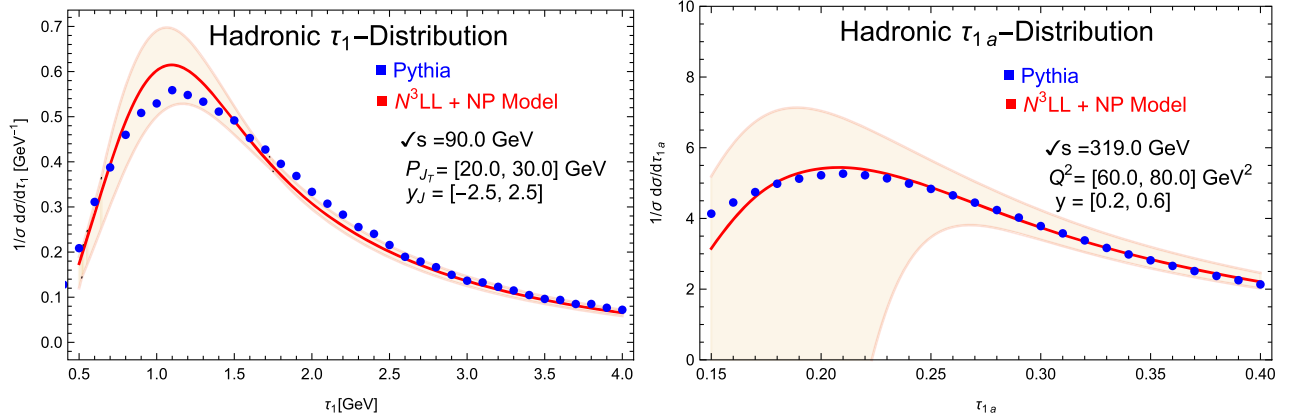 Hadronic τ₁–Distribution
Pythia
N³LL + NP Model
✓s =90.0 GeV
P_{J_T}= [20.0, 30.0] GeV
y_J = [−2.5, 2.5]
1/σ dσ/dτ₁ [GeV⁻¹]
0.7
0.6
0.5
0.4
0.3
0.2
0.1
0.0
0.5
1.0
1.5
2.0
2.5
3.0
3.5
4.0
τ₁[GeV]
Hadronic τ₁ₐ–Distribution
Pythia
N³LL + NP Model
✓s =319.0 GeV
Q²= [60.0, 80.0] GeV²
y = [0.2, 0.6]
1/σ dσ/dτ₁ₐ
10
8
6
4
2
0
0.15
0.20
0.25
0.30
0.35
0.40
τ₁ₐ